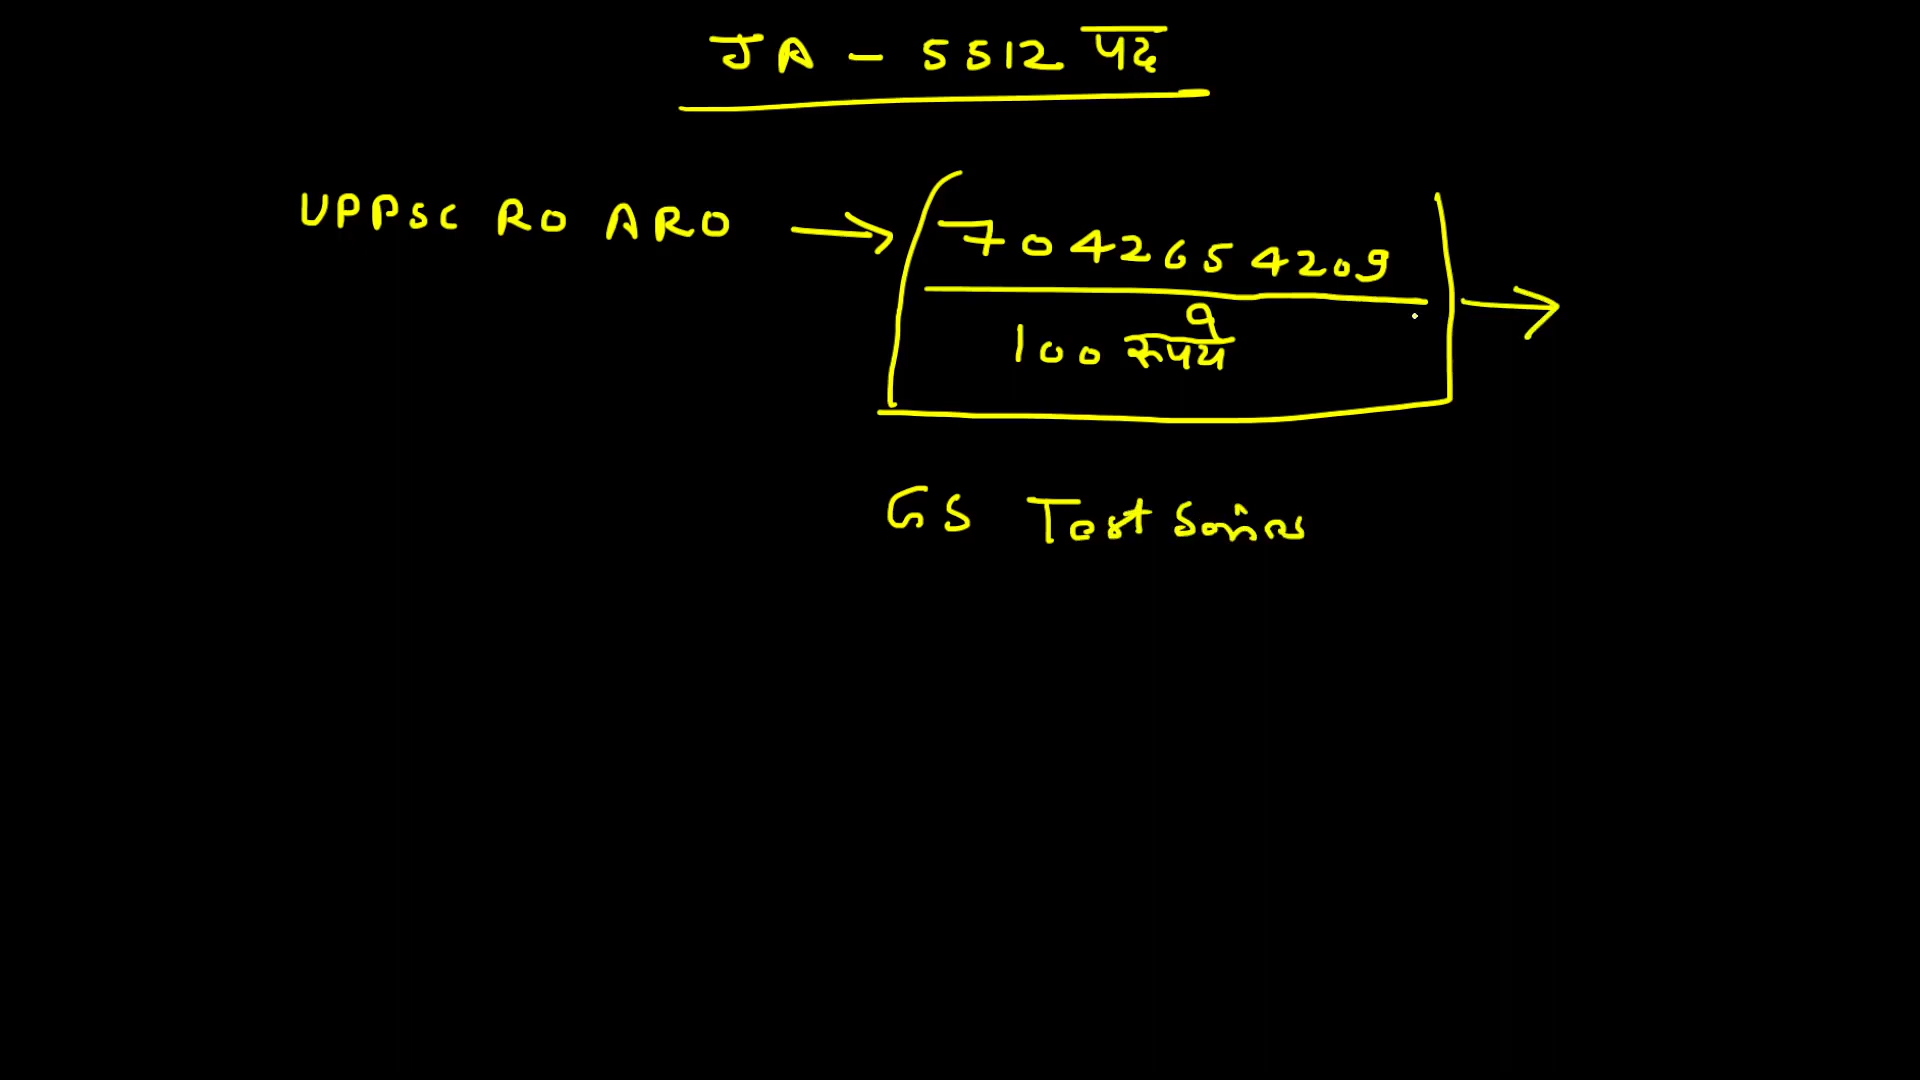 JA - 5512 पद
UPPSC RO ARO → 7042654209 →
100 रूपये
GS Test Series